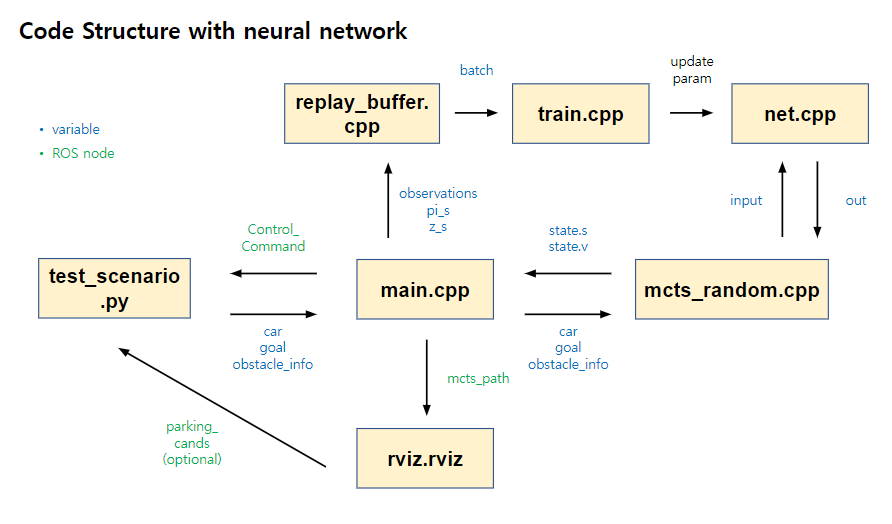 Code Structure with neural network
• variable
• ROS node
replay_buffer.
cpp
batch
train.cpp
update
param
net.cpp
observations
pi_s
z_s
input
out
Control_
Command
state.s
state.v
test_scenario
.py
main.cpp
mcts_random.cpp
car
goal
obstacle_info
car
goal
obstacle_info
mcts_path
parking_
cands
(optional)
rviz.rviz